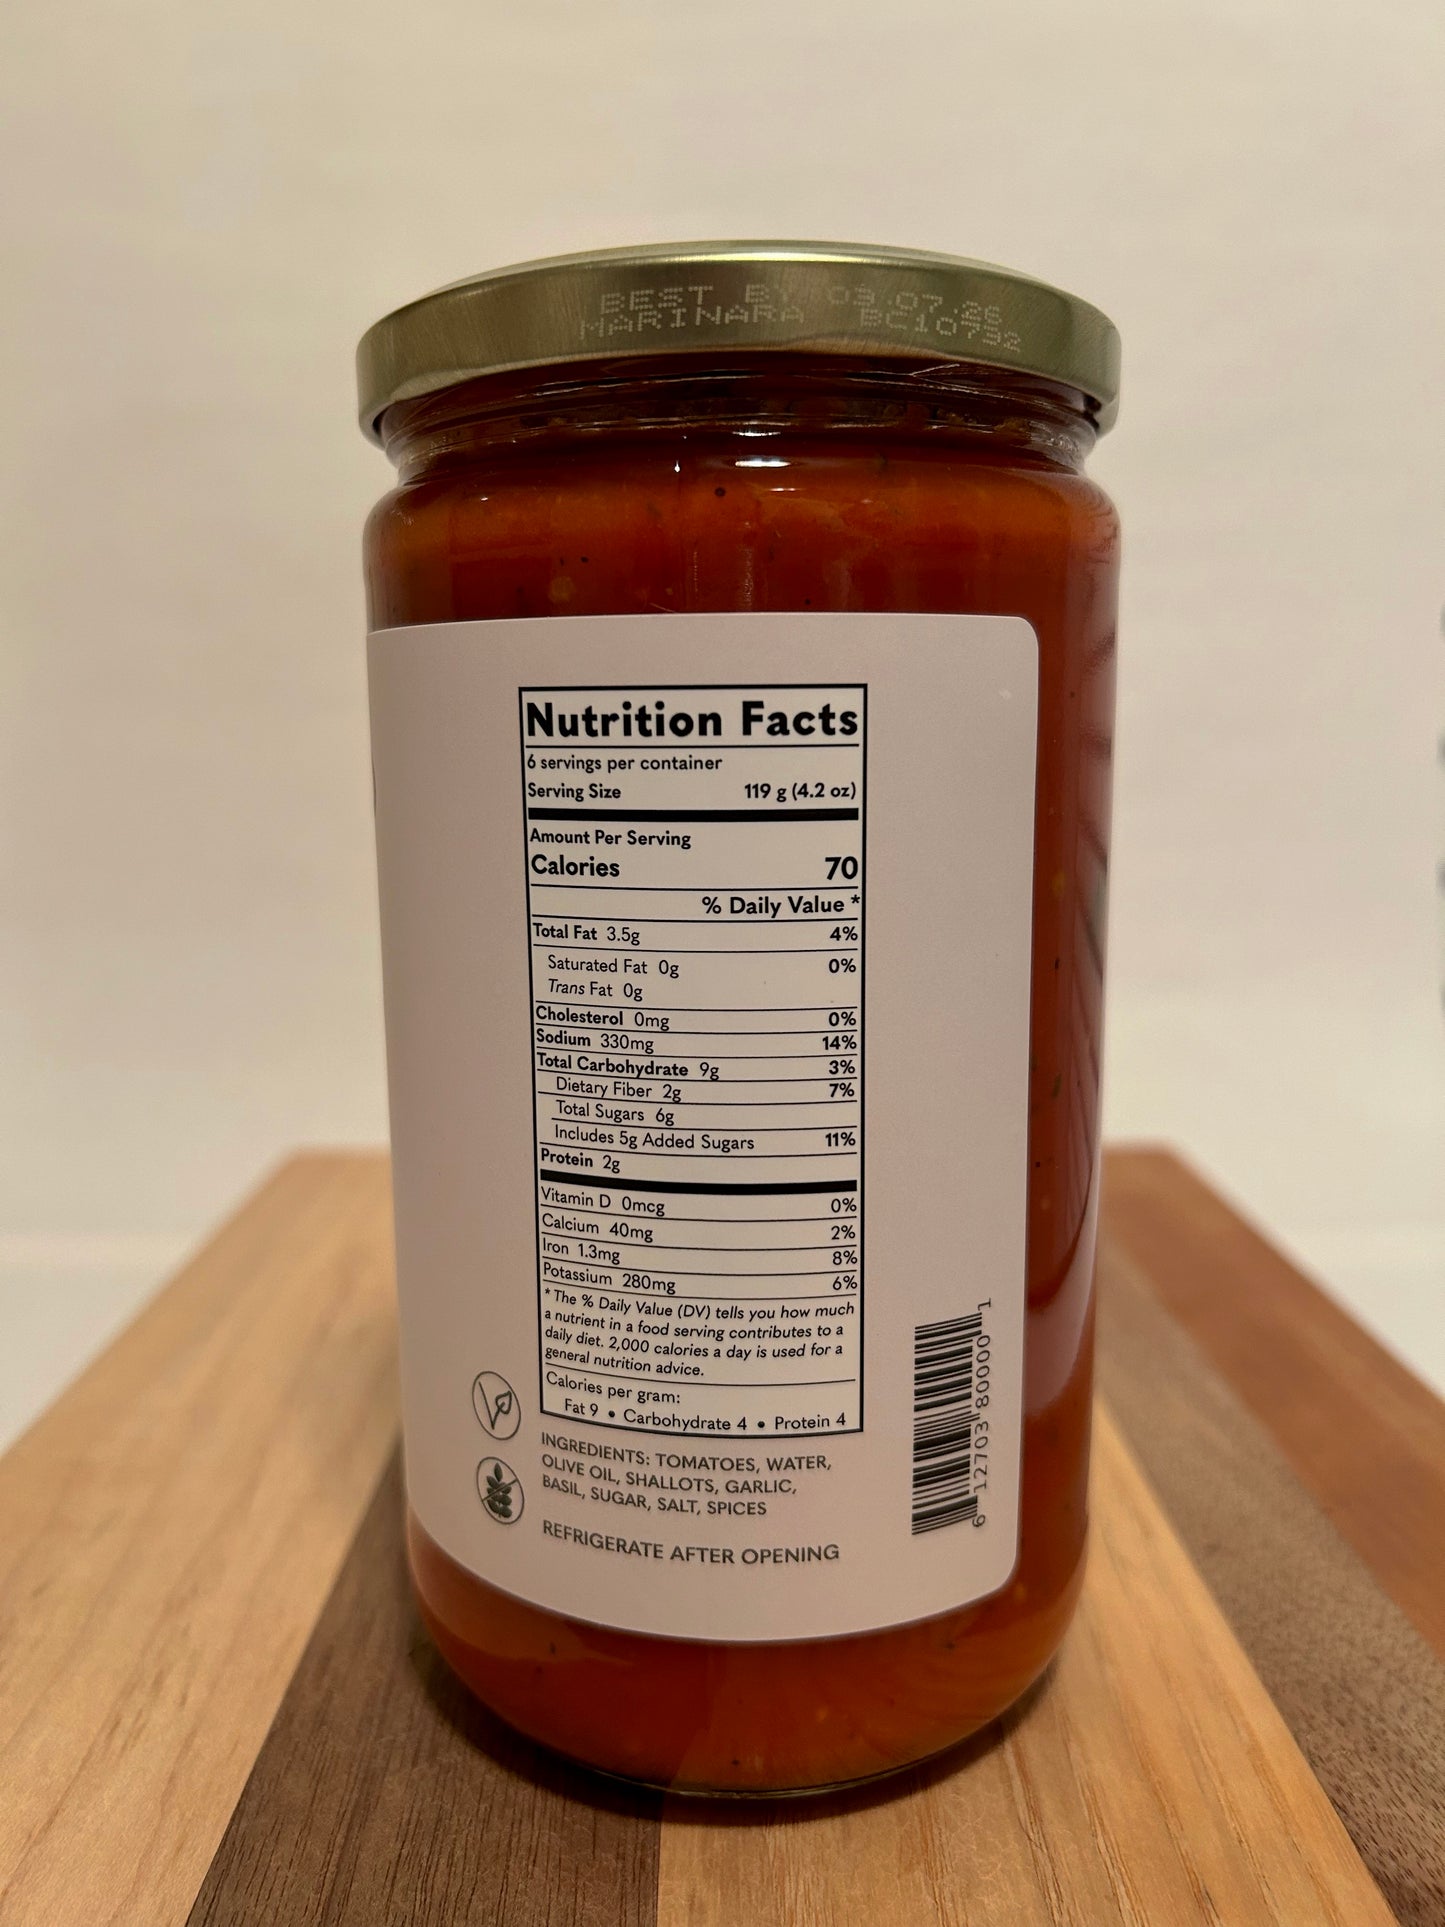 BEST BY 03.07.26
MARINARA BC10732
Nutrition Facts
6 servings per container
Serving Size 119 g (4.2 oz)
Amount Per Serving
Calories 70
% Daily Value *
Total Fat 3.5g 4%
Saturated Fat 0g 0%
Trans Fat 0g
Cholesterol 0mg 0%
Sodium 330mg 14%
Total Carbohydrate 9g 3%
Dietary Fiber 2g 7%
Total Sugars 6g
Includes 5g Added Sugars 11%
Protein 2g
Vitamin D 0mcg 0%
Calcium 40mg 2%
Iron 1.3mg 8%
Potassium 280mg 6%
* The % Daily Value (DV) tells you how much
a nutrient in a food serving contributes to a
daily diet. 2,000 calories a day is used for a
general nutrition advice.
Calories per gram:
Fat 9 • Carbohydrate 4 • Protein 4
INGREDIENTS: TOMATOES, WATER,
OLIVE OIL, SHALLOTS, GARLIC,
BASIL, SUGAR, SALT, SPICES
REFRIGERATE AFTER OPENING
6 12703 80000 1